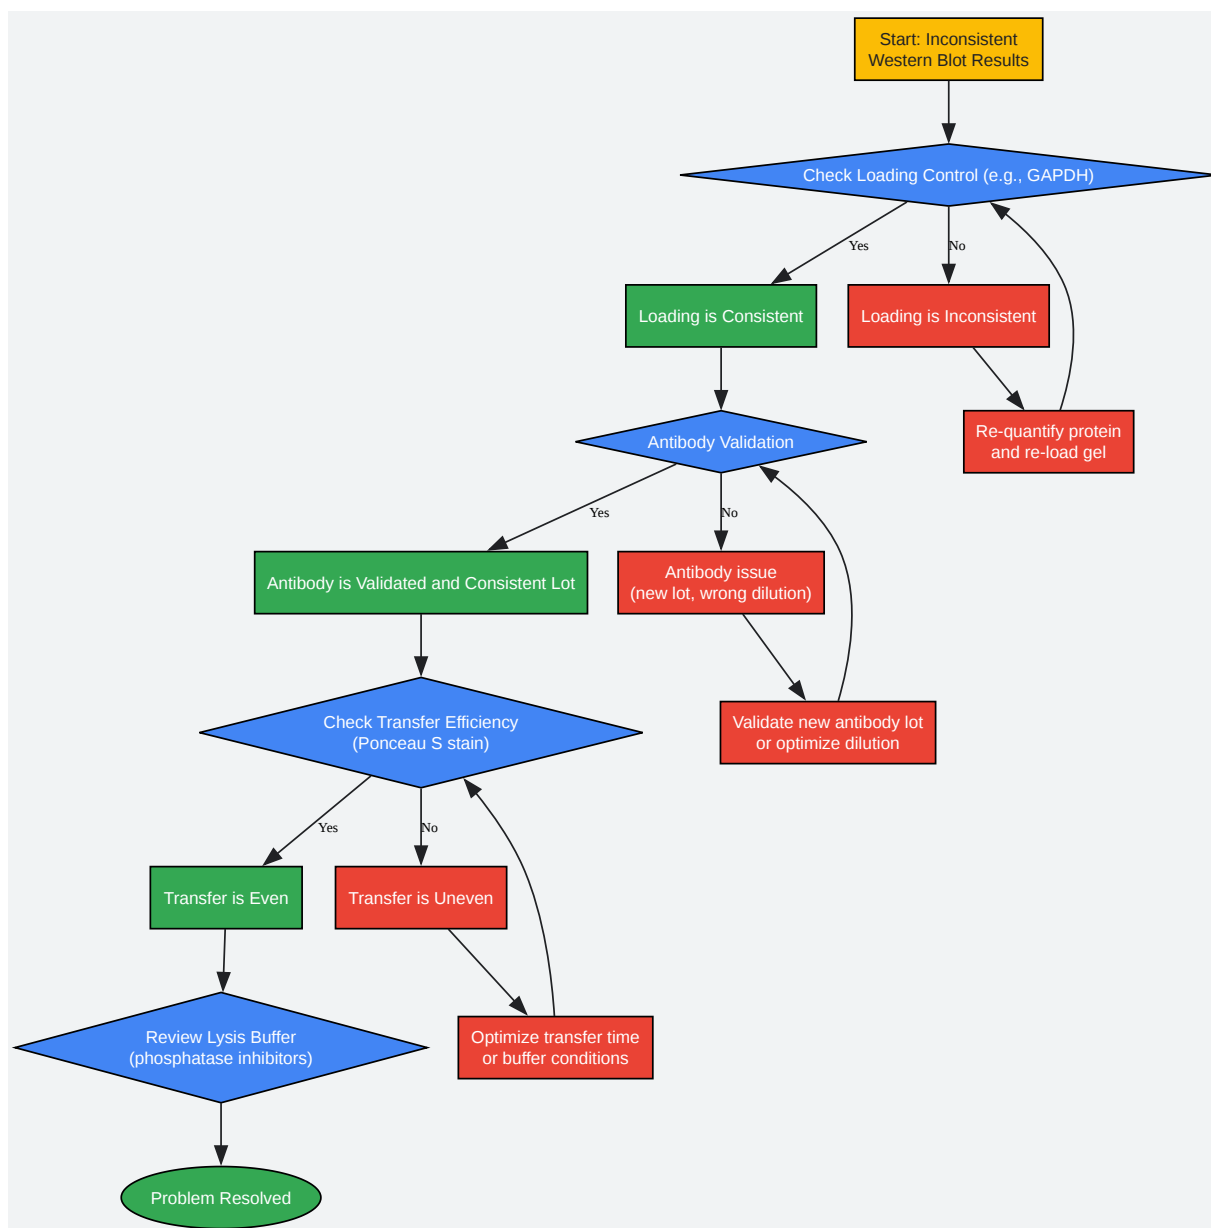 Start: Inconsistent
Western Blot Results
Check Loading Control (e.g., GAPDH)
Yes
No
Loading is Consistent
Loading is Inconsistent
Re-quantify protein
and re-load gel
Antibody Validation
Yes
No
Antibody is Validated and Consistent Lot
Antibody issue
(new lot, wrong dilution)
Validate new antibody lot
or optimize dilution
Check Transfer Efficiency
(Ponceau S stain)
Yes
No
Transfer is Even
Transfer is Uneven
Optimize transfer time
or buffer conditions
Review Lysis Buffer
(phosphatase inhibitors)
Problem Resolved